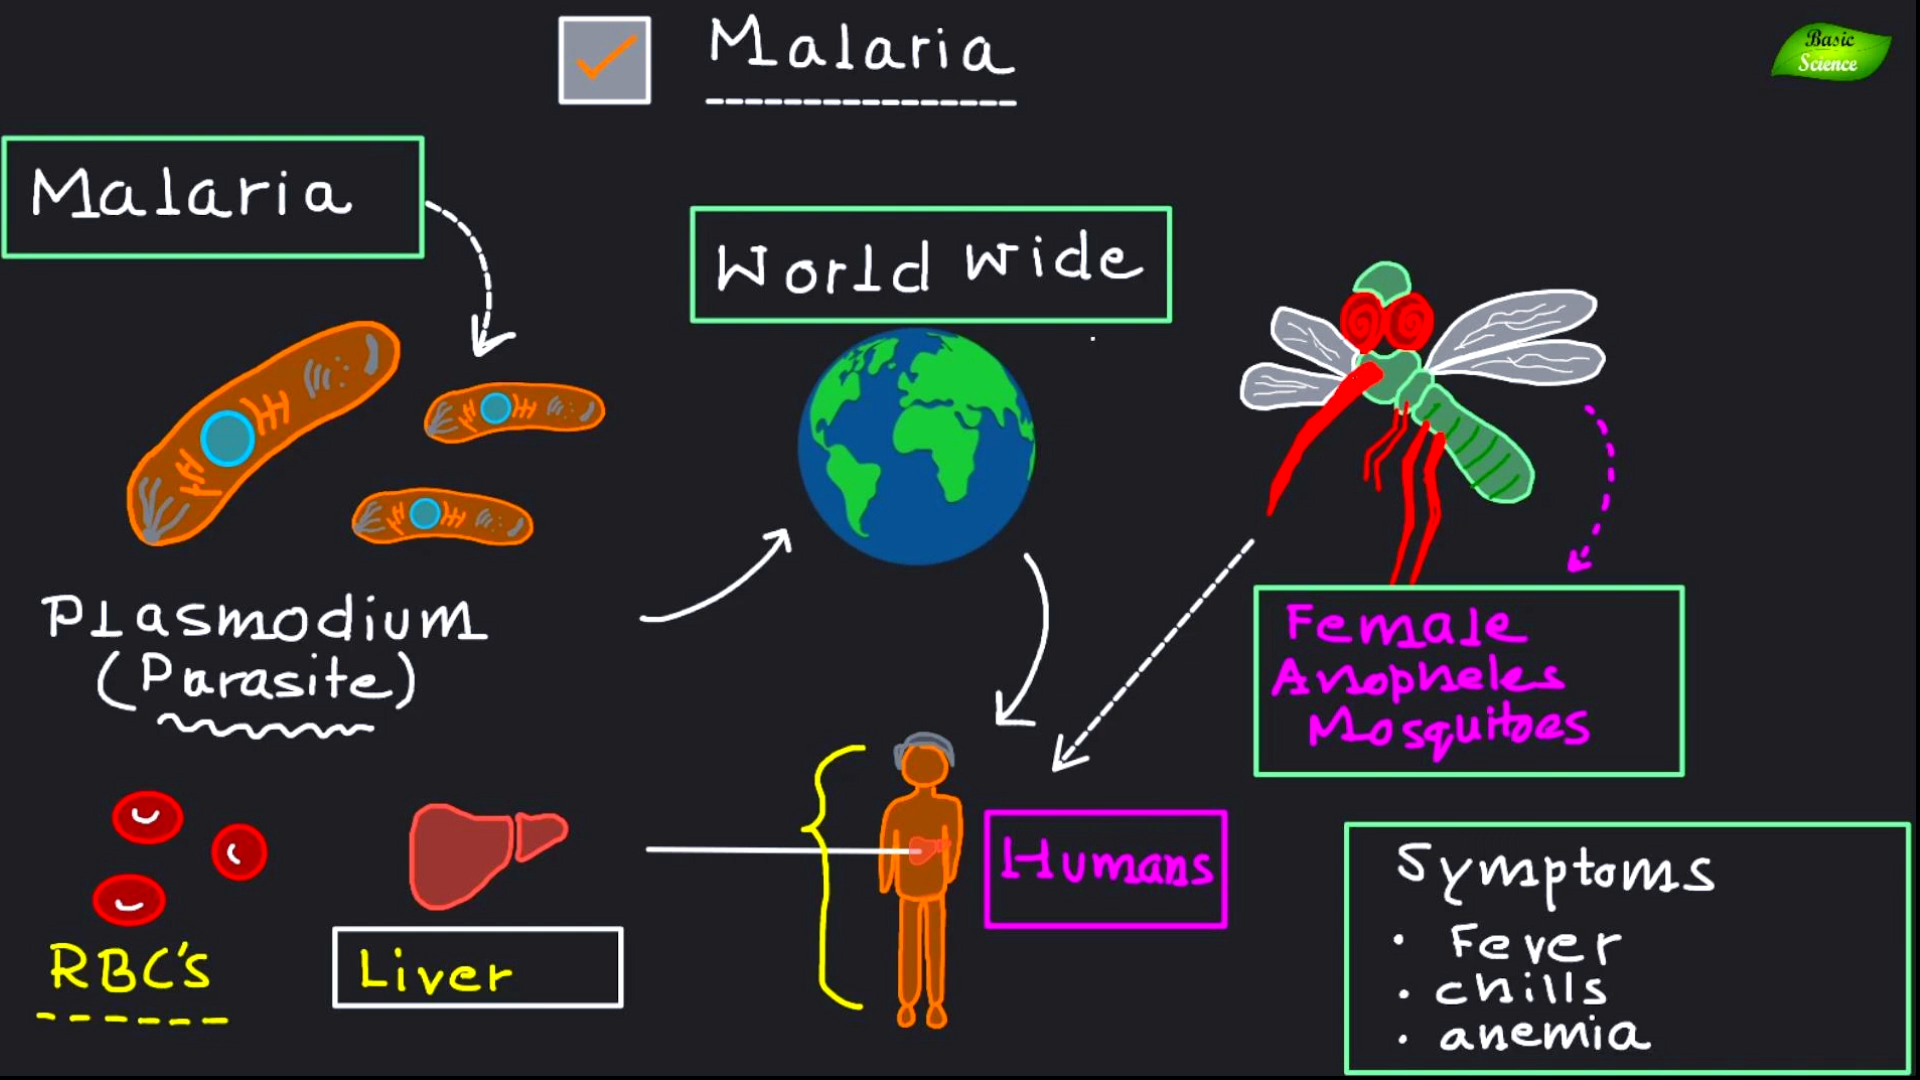 Malaria
Basic
Science
Malaria
World Wide
Plasmodium
(Parasite)
Female
Anopheles
Mosquitoes
Humans
RBC's
Liver
Symptoms
• Fever
• chills
• anemia